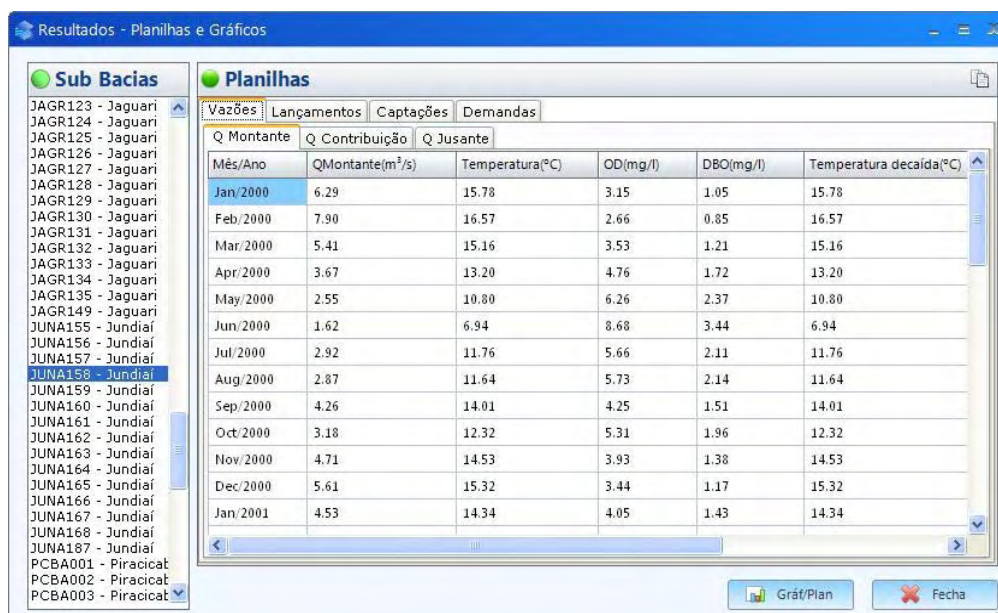 Resultados - Planilhas e Gráficos
Sub Bacias
JAGR123 - Jaguari
JAGR124 - Jaguari
JAGR125 - Jaguari
JAGR126 - Jaguari
JAGR127 - Jaguari
JAGR128 - Jaguari
JAGR129 - Jaguari
JAGR130 - Jaguari
JAGR131 - Jaguari
JAGR132 - Jaguari
JAGR133 - Jaguari
JAGR134 - Jaguari
JAGR135 - Jaguari
JAGR149 - Jaguari
JUNA155 - Jundiaí
JUNA156 - Jundiaí
JUNA157 - Jundiaí
JUNA158 - Jundiaí
JUNA159 - Jundiaí
JUNA160 - Jundiaí
JUNA161 - Jundiaí
JUNA162 - Jundiaí
JUNA163 - Jundiaí
JUNA164 - Jundiaí
JUNA165 - Jundiaí
JUNA166 - Jundiaí
JUNA167 - Jundiaí
JUNA168 - Jundiaí
JUNA187 - Jundiaí
PCBA001 - Piracicab
PCBA002 - Piracicab
PCBA003 - Piracicab
Planilhas
Vazões Lançamentos Captações Demandas
Q Montante Q Contribuição Q Jusante
Mês/Ano QMontante(m³/s) Temperatura(ºC) OD(mg/l) DBO(mg/l) Temperatura decaída(ºC)
Jan/2000 6.29 15.78 3.15 1.05 15.78
Feb/2000 7.90 16.57 2.66 0.85 16.57
Mar/2000 5.41 15.16 3.53 1.21 15.16
Apr/2000 3.67 13.20 4.76 1.72 13.20
May/2000 2.55 10.80 6.26 2.37 10.80
Jun/2000 1.62 6.94 8.68 3.44 6.94
Jul/2000 2.92 11.76 5.66 2.11 11.76
Aug/2000 2.87 11.64 5.73 2.14 11.64
Sep/2000 4.26 14.01 4.25 1.51 14.01
Oct/2000 3.18 12.32 5.31 1.96 12.32
Nov/2000 4.71 14.53 3.93 1.38 14.53
Dec/2000 5.61 15.32 3.44 1.17 15.32
Jan/2001 4.53 14.34 4.05 1.43 14.34
Gráf/Plan Fecha